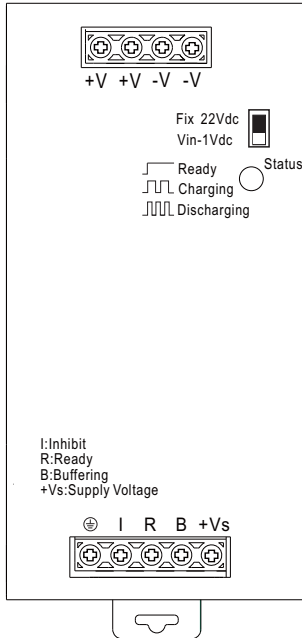 +V +V -V -V
Fix 22Vdc
Vin-1Vdc
Status
Ready
Charging
Discharging
I:Inhibit
R:Ready
B:Buffering
+Vs:Supply Voltage
I R B +Vs